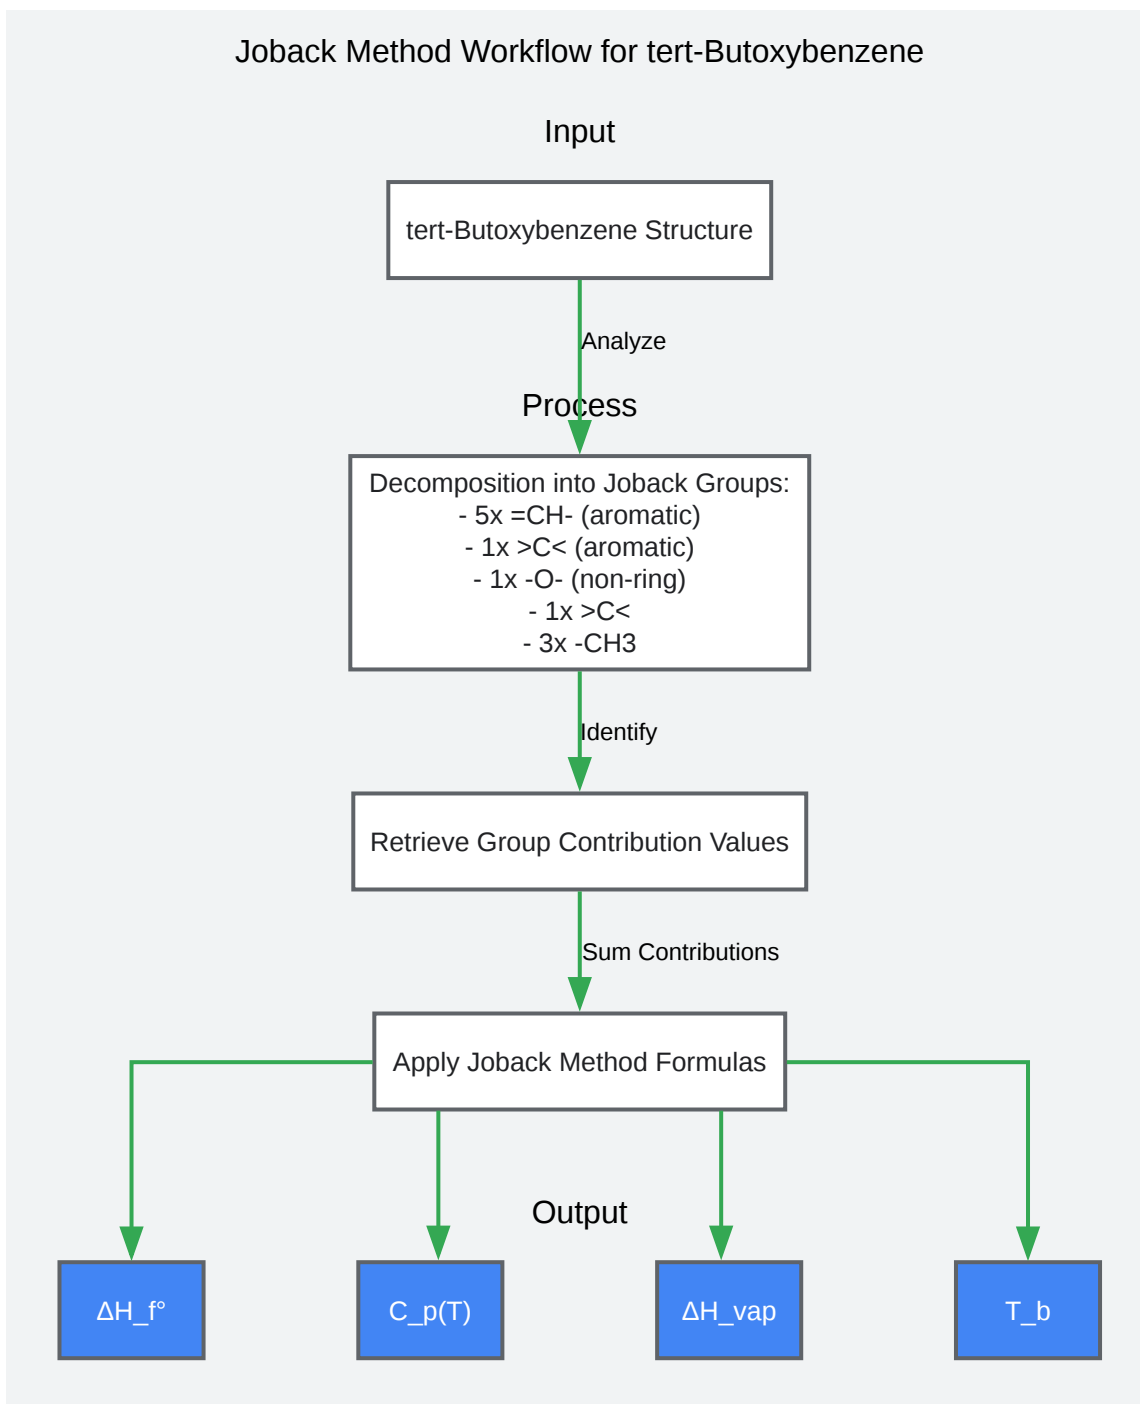 Joback Method Workflow for tert-Butoxybenzene
Input
tert-Butoxybenzene Structure
Analyze
Process
Decomposition into Joback Groups:
- 5x =CH- (aromatic)
- 1x >C< (aromatic)
- 1x -O- (non-ring)
- 1x >C<
- 3x -CH3
Identify
Retrieve Group Contribution Values
Sum Contributions
Apply Joback Method Formulas
Output
ΔH_f° C_p(T) ΔH_vap T_b